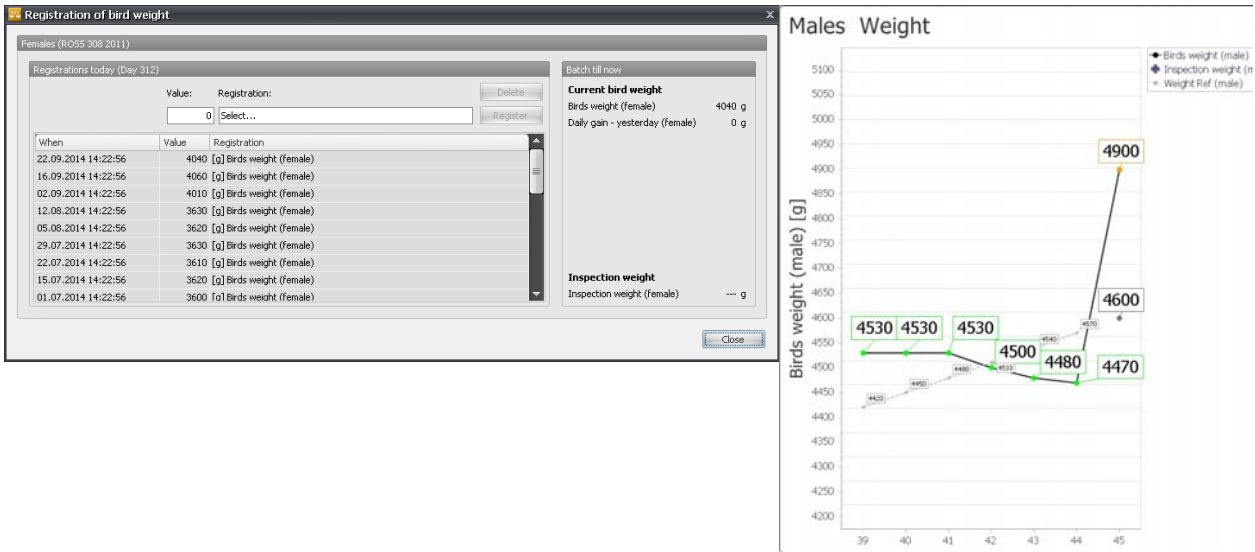 Registration of bird weight
x
Females (ROSS 308 2011)
Registrations today (Day 312)
Value: Registration: Delete
0 Select... Register
When Value Registration
22.09.2014 14:22:56 4040 [g] Birds weight (female)
16.09.2014 14:22:56 4060 [g] Birds weight (female)
02.09.2014 14:22:56 4010 [g] Birds weight (female)
12.08.2014 14:22:56 3630 [g] Birds weight (female)
05.08.2014 14:22:56 3620 [g] Birds weight (female)
29.07.2014 14:22:56 3630 [g] Birds weight (female)
22.07.2014 14:22:56 3610 [g] Birds weight (female)
15.07.2014 14:22:56 3620 [g] Birds weight (female)
01.07.2014 14:22:56 3600 [g] Birds weight (female)
Batch till now
Current bird weight
Birds weight (female) 4040 g
Daily gain - yesterday (female) 0 g
Inspection weight
Inspection weight (female) --- g
Close
Males Weight
Birds weight (male)
Inspection weight (m
Weight Ref (male)
Birds weight (male) [g]
5100
5050
5000
4950
4900
4850
4800
4750
4700
4650
4600
4550
4500
4450
4400
4350
4300
4250
4200
4900
4600
4530 4530 4530
4500
4480
4470
4420
4450
4480
4510
4540
4570
39 40 41 42 43 44 45